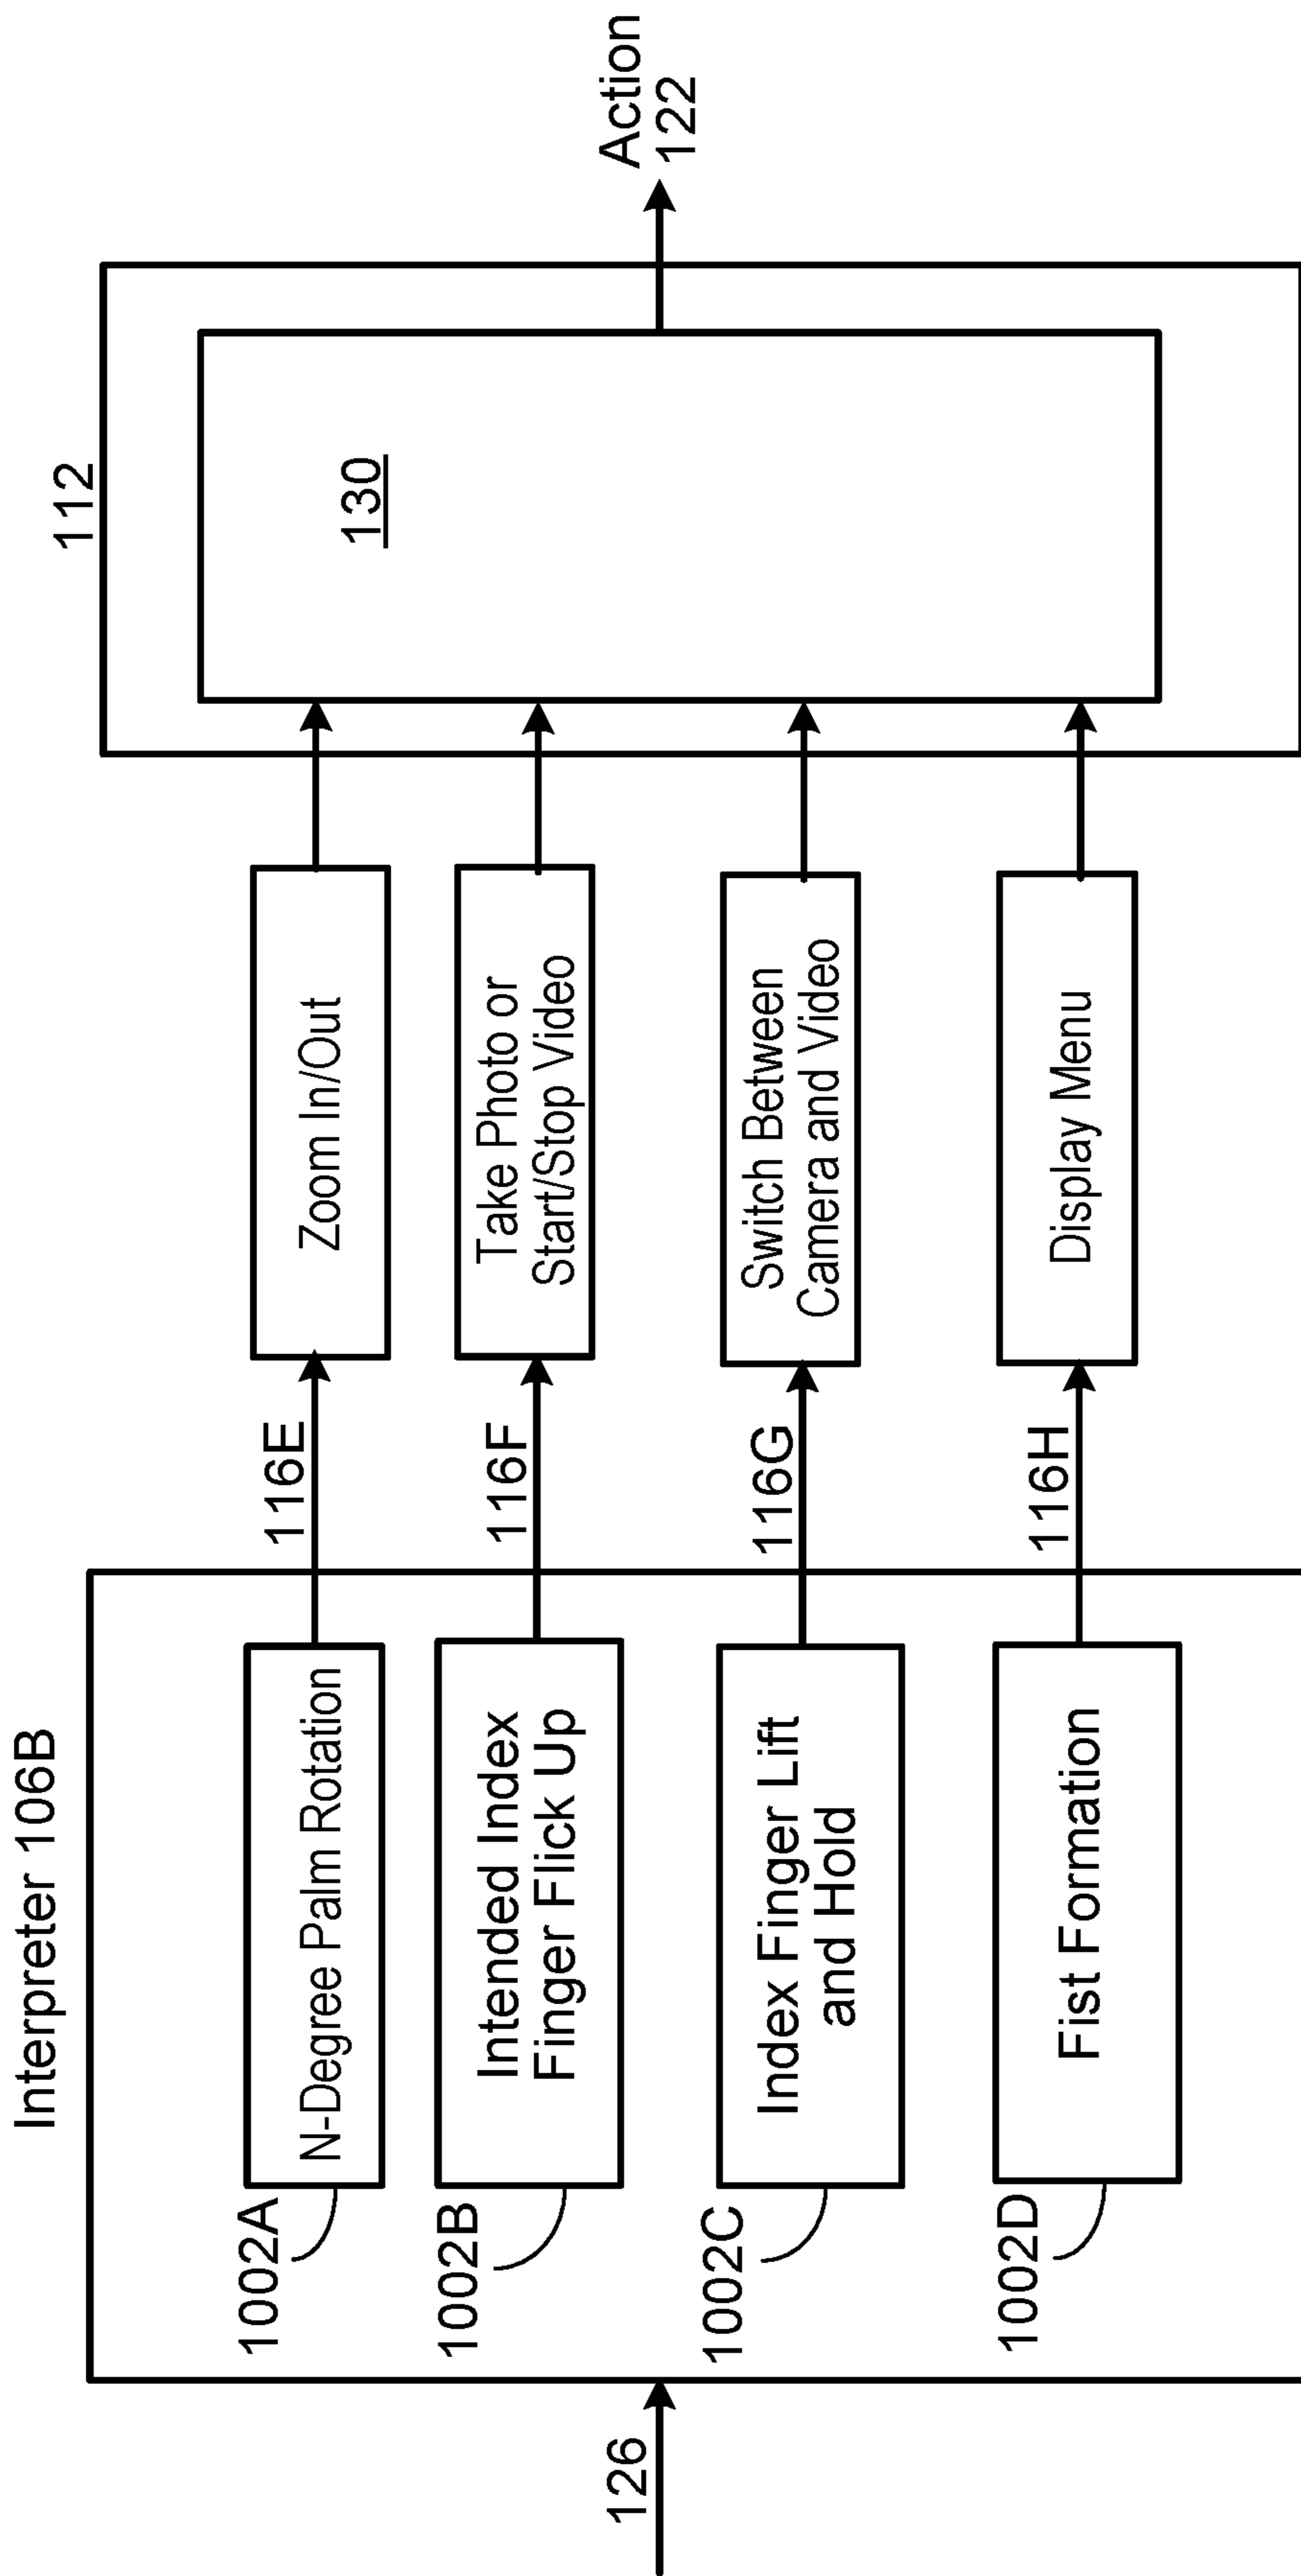 Interpreter 106B
126
1002A
N-Degree Palm Rotation
116E
Zoom In/Out
1002B
Intended Index
Finger Flick Up
116F
Take Photo or
Start/Stop Video
1002C
Index Finger Lift
and Hold
116G
Switch Between
Camera and Video
1002D
Fist Formation
116H
Display Menu
112
130
Action
122